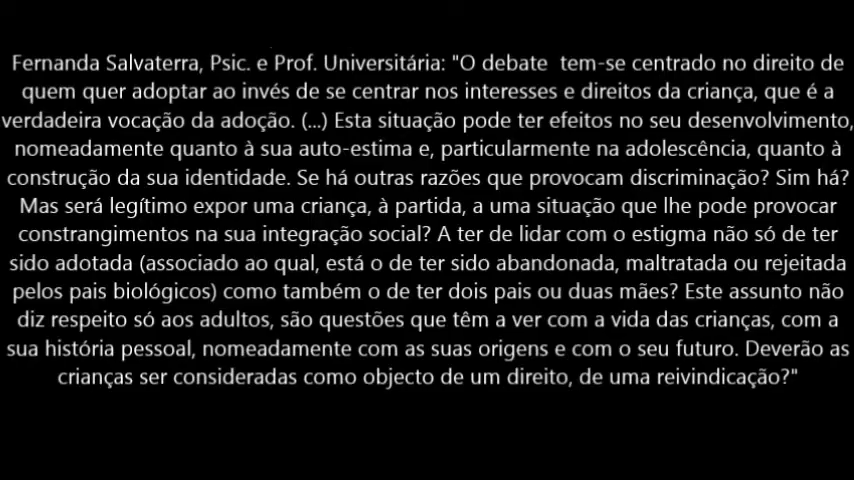 Fernanda Salvaterra, Psic. e Prof. Universitária: "O debate tem-se centrado no direito de
quem quer adoptar ao invés de se centrar nos interesses e direitos da criança, que é a
verdadeira vocação da adoção. (...) Esta situação pode ter efeitos no seu desenvolvimento,
nomeadamente quanto à sua auto-estima e, particularmente na adolescência, quanto à
construção da sua identidade. Se há outras razões que provocam discriminação? Sim há?
Mas será legítimo expor uma criança, à partida, a uma situação que lhe pode provocar
constrangimentos na sua integração social? A ter de lidar com o estigma não só de ter
sido adotada (associado ao qual, está o de ter sido abandonada, maltratada ou rejeitada
pelos pais biológicos) como também o de ter dois pais ou duas mães? Este assunto não
diz respeito só aos adultos, são questões que têm a ver com a vida das crianças, com a
sua história pessoal, nomeadamente com as suas origens e com o seu futuro. Deverão as
crianças ser consideradas como objecto de um direito, de uma reivindicação?"